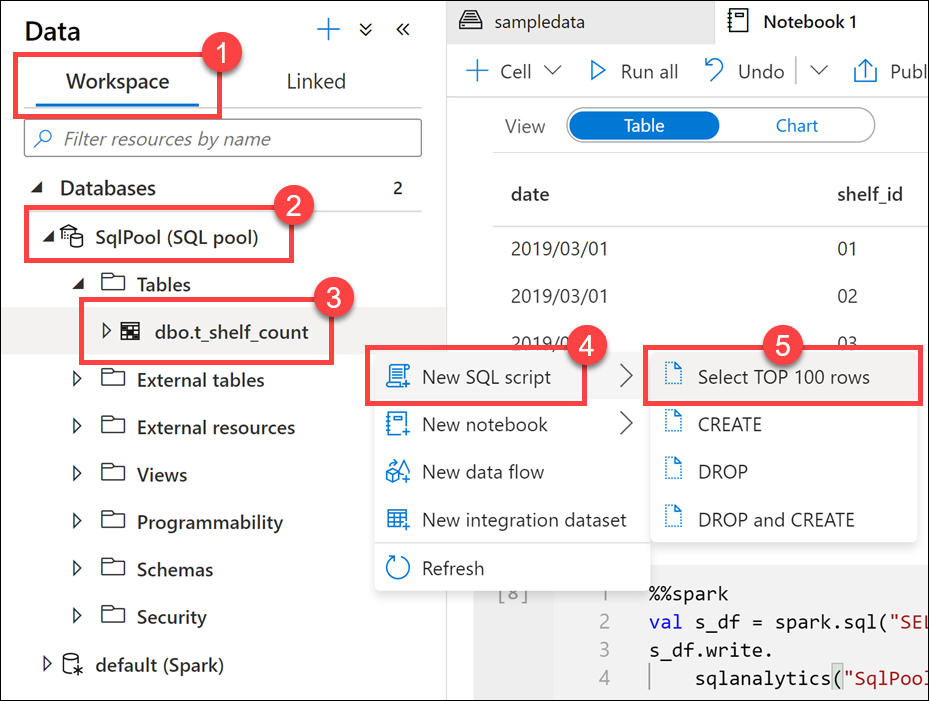 Data
1
Workspace
Linked
Filter resources by name
Databases 2
2
SqlPool (SQL pool)
Tables
3
dbo.t_shelf_count
External tables
External resources
Views
Programmability
Schemas
Security
default (Spark)
sampledata
Notebook 1
Cell
Run all
Undo
View
Table
Chart
date shelf_id
2019/03/01 01
2019/03/01 02
03
4
New SQL script
New notebook
New data flow
New integration dataset
Refresh
5
Select TOP 100 rows
CREATE
DROP
DROP and CREATE
[8]
1 %%spark
2 val s_df = spark.sql("SEL
3 s_df.write.
4 sqlanalytics("SqlPool